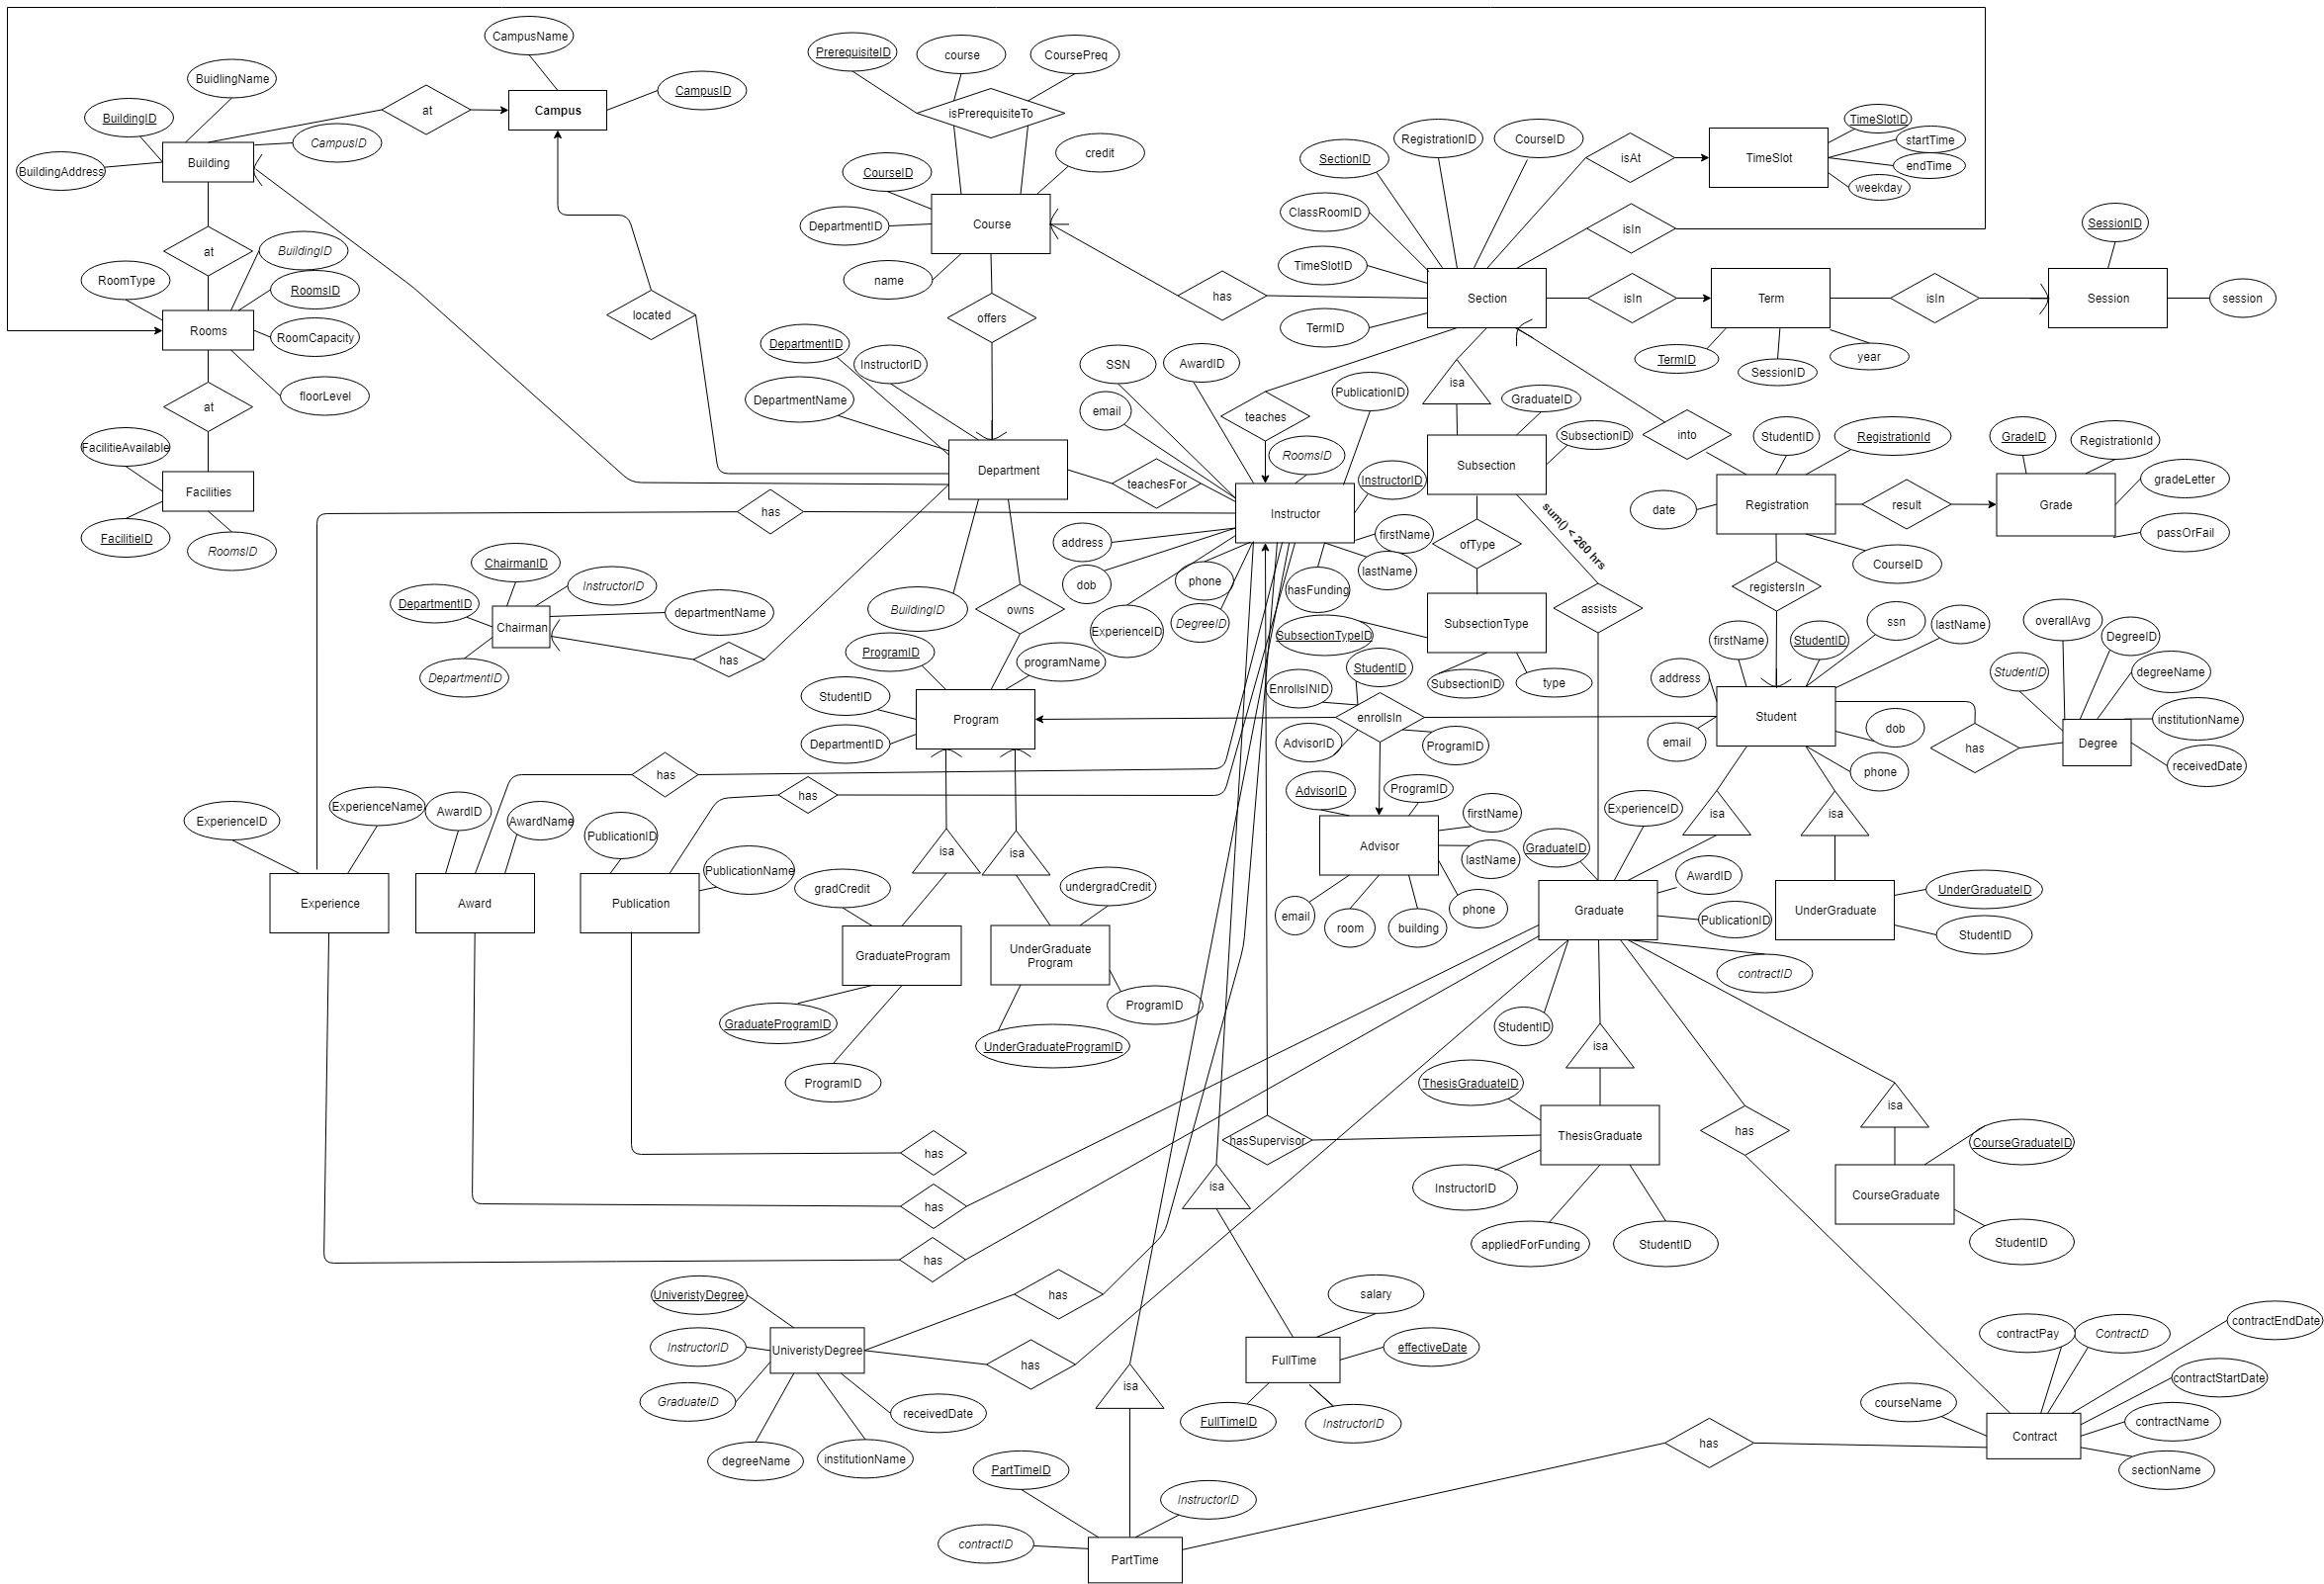 CampusName
CampusID
Campus
at
BuidlingName
BuildingID
CampusID
BuildingAddress
Building
at
BuildingID
RoomType
RoomsID
Rooms
RoomCapacity
floorLevel
at
FacilitieAvailable
Facilities
FacilitieID
RoomsID
located
PrerequisiteID
course
CoursePreq
isPrerequisiteTo
credit
CourseID
DepartmentID
Course
name
offers
has
DepartmentID
InstructorID
DepartmentName
Department
teachesFor
has
ChairmanID
InstructorID
DepartmentID
departmentName
Chairman
DepartmentID
has
BuildingID
owns
ProgramID
programName
StudentID
Program
DepartmentID
SectionID
RegistrationID
CourseID
ClassRoomID
TimeSlotID
Section
TermID
isAt
TimeSlot
TimeSlotID
startTime
endTime
weekday
isIn
isIn
Term
TermID
SessionID
year
isIn
SessionID
Session
session
SSN
AwardID
PublicationID
email
teaches
RoomsID
InstructorID
Instructor
address
firstName
lastName
dob
phone
hasFunding
ExperienceID
DegreeID
isa
GraduateID
SubsectionID
Subsection
sum() < 260 hrs
ofType
SubsectionType
SubsectionTypeID
SubsectionID
type
assists
into
StudentID
RegistrationId
date
Registration
CourseID
result
GradeID
RegistrationId
gradeLetter
Grade
passOrFail
registersIn
firstName
StudentID
ssn
lastName
address
Student
email
dob
phone
has
overallAvg
DegreeID
StudentID
degreeName
institutionName
Degree
receivedDate
EnrollsINID
StudentID
enrollsIn
AdvisorID
ProgramID
AdvisorID
ProgramID
firstName
Advisor
lastName
email
room
building
phone
has
has
ExperienceID
ExperienceName
AwardID
AwardName
PublicationID
PublicationName
Experience
Award
Publication
isa
isa
gradCredit
undergradCredit
GraduateProgram
UnderGraduate
Program
GraduateProgramID
ProgramID
ProgramID
UnderGraduateProgramID
isa
isa
ExperienceID
GraduateID
AwardID
Graduate
PublicationID
contractID
StudentID
UnderGraduate
UnderGraduateID
StudentID
isa
ThesisGraduateID
ThesisGraduate
hasSupervisor
InstructorID
appliedForFunding
StudentID
has
isa
CourseGraduateID
CourseGraduate
StudentID
has
has
has
isa
has
has
UniveristyDegree
InstructorID
UniveristyDegree
GraduateID
receivedDate
degreeName
institutionName
salary
FullTime
effectiveDate
FullTimeID
InstructorID
isa
PartTimeID
InstructorID
contractID
PartTime
has
contractPay
ContractD
contractEndDate
contractStartDate
courseName
contractName
Contract
sectionName